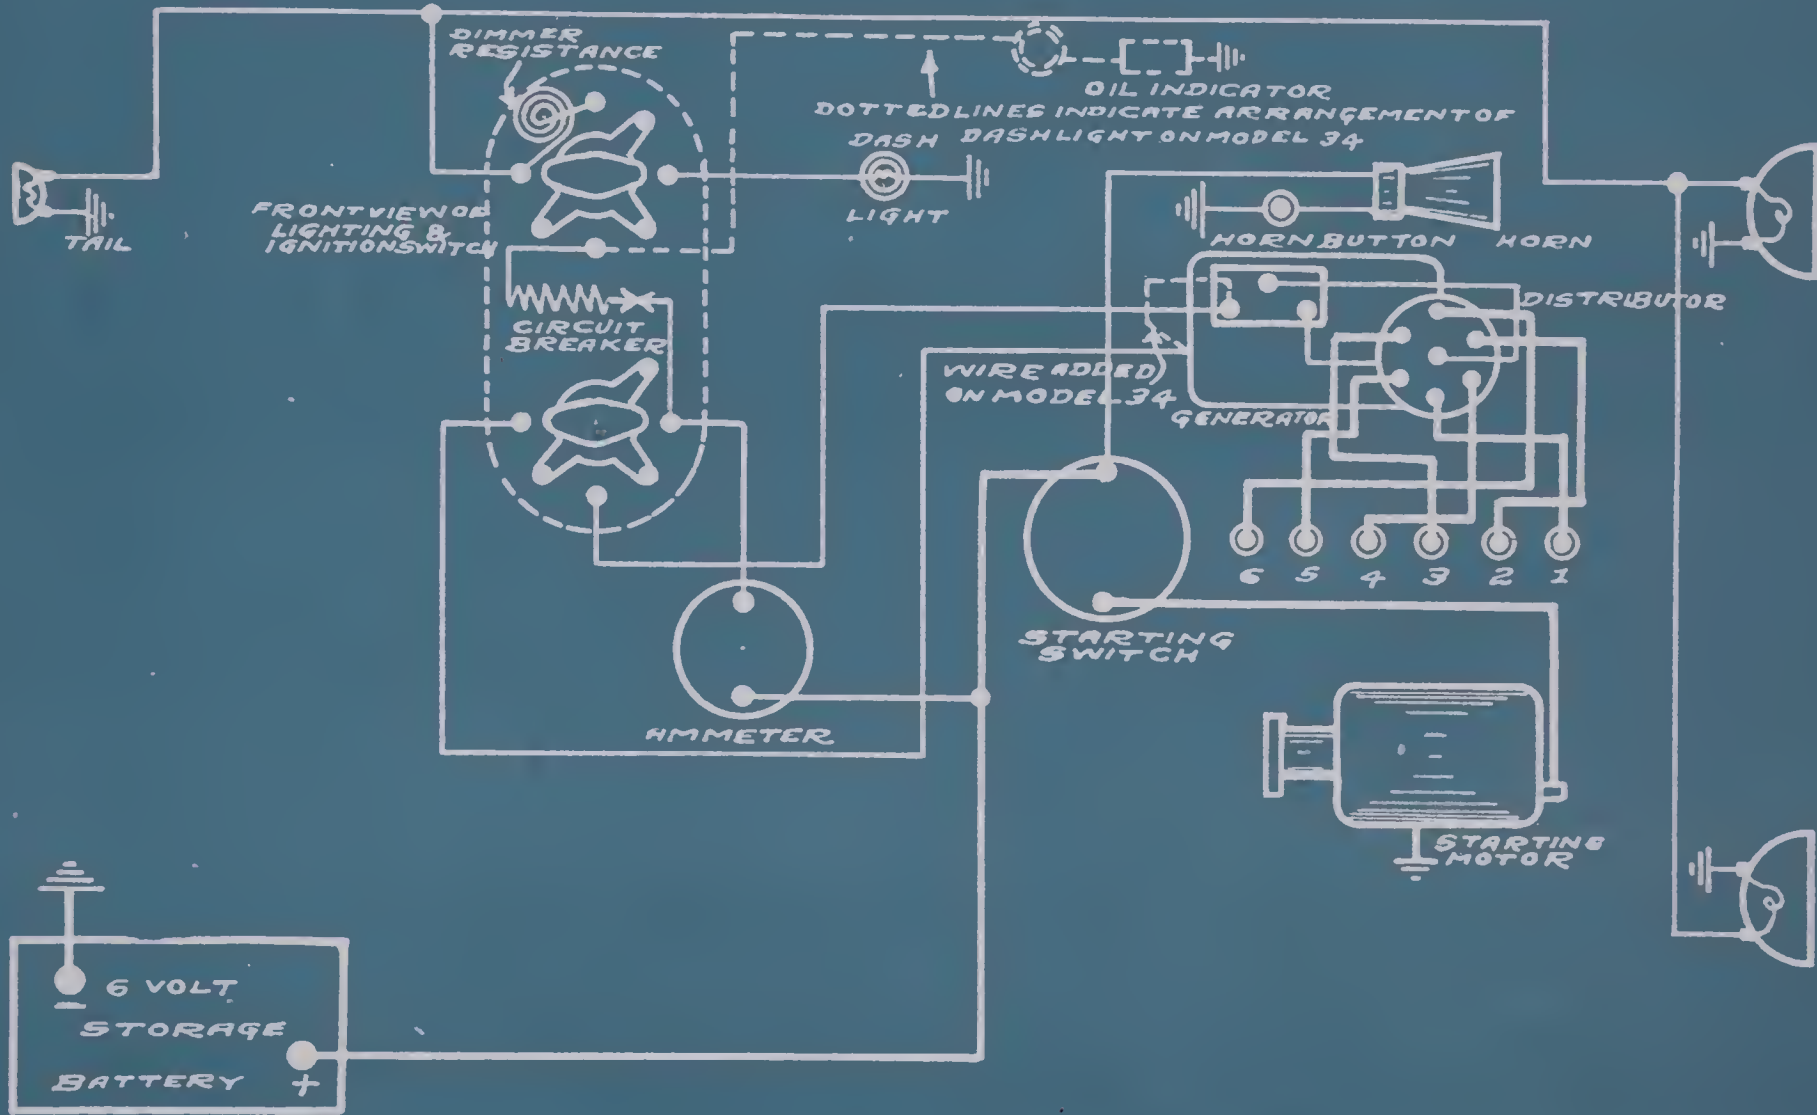 DIMMER
RESISTANCE
OIL INDICATOR
DOTTED LINES INDICATE ARRANGEMENT OF
DASH LIGHT ON MODEL 34
DASH
LIGHT
TAIL
FRONT VIEW OF
LIGHTING &
IGNITION SWITCH
HORN BUTTON
HORN
DISTRIBUTOR
CIRCUIT
BREAKER
WIRE ADDED
ON MODEL 34
GENERATOR
6 5 4 3 2 1
STARTING
SWITCH
AMMETER
STARTING
MOTOR
6 VOLT
STORAGE
BATTERY
- +